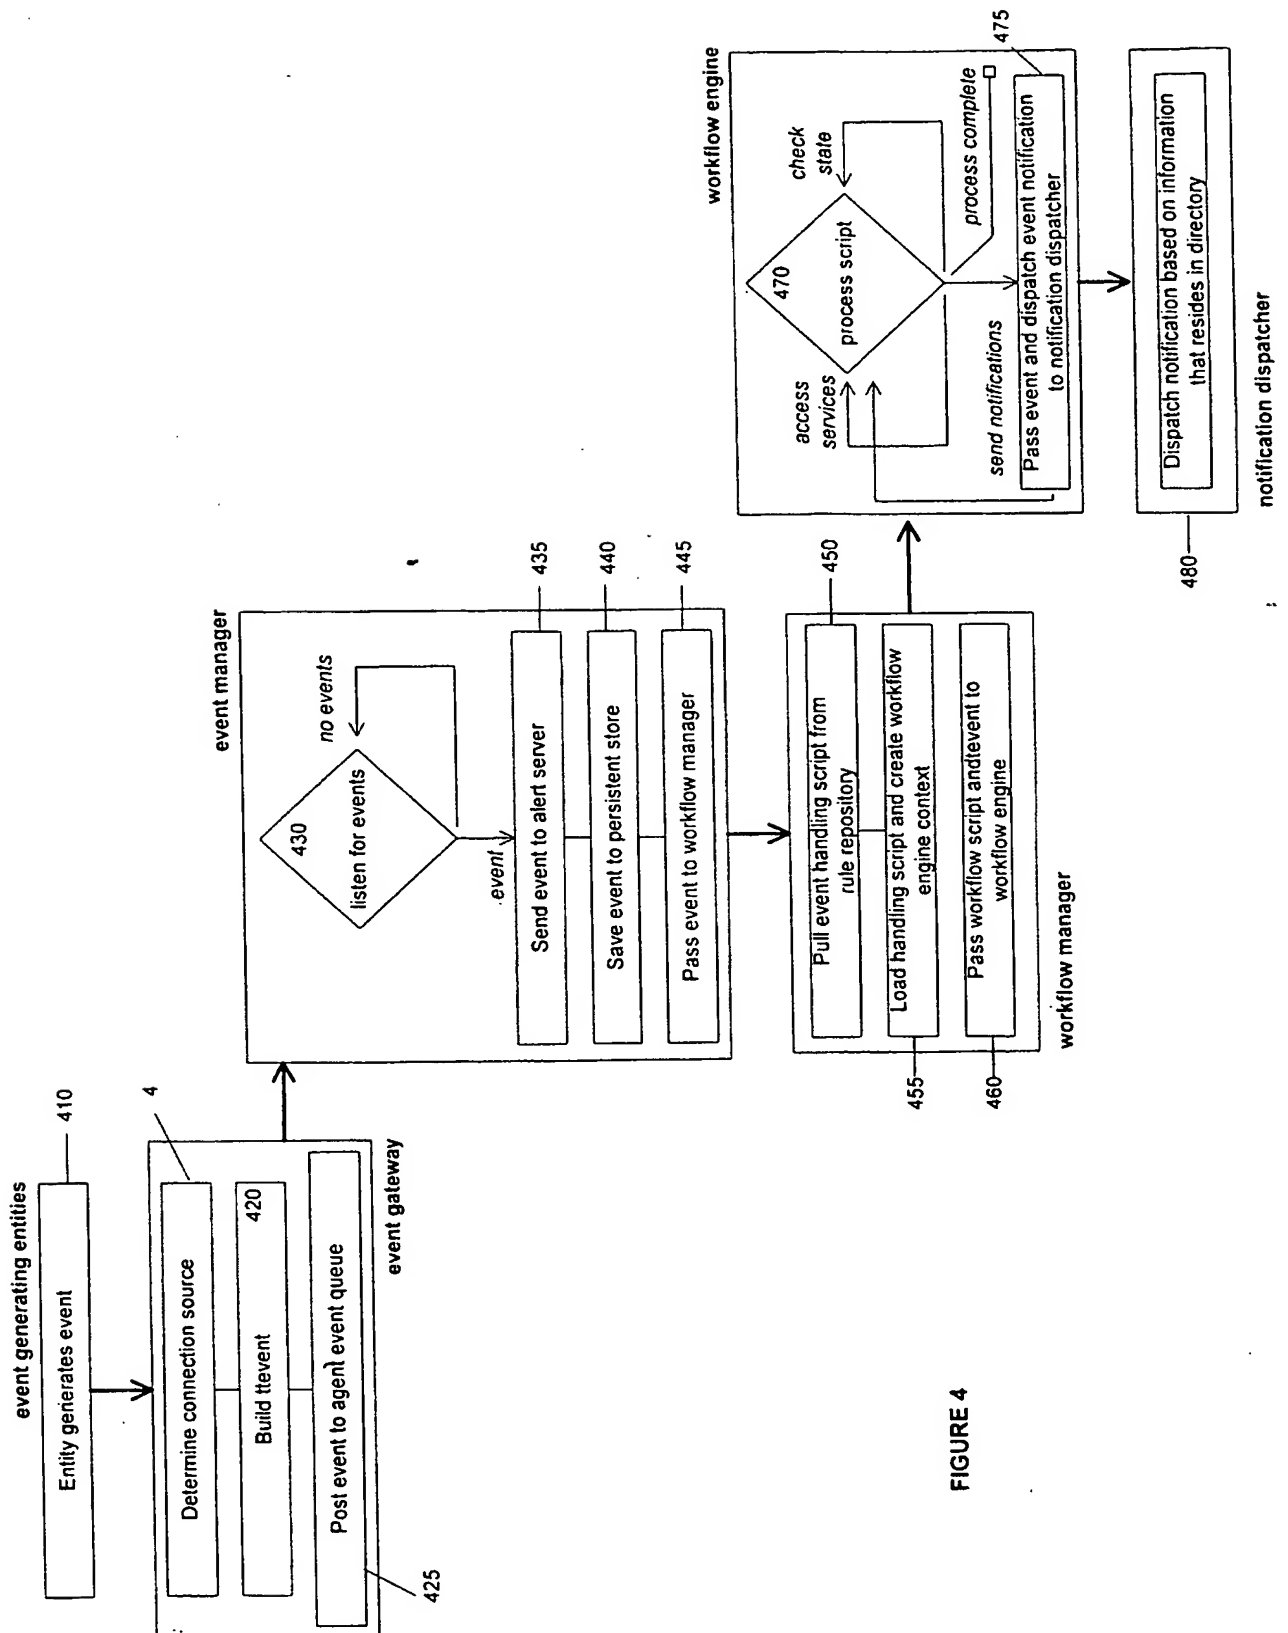 event generating entities
Entity generates event
410
4
Determine connection source
420
Build ttevent
Post event to agent event queue
425
event gateway
event manager
430
listen for events
no events
event
Send event to alert server
435
Save event to persistent store
440
Pass event to workflow manager
445
Pull event handling script from
rule repository
450
Load handling script and create workflow
engine context
455
Pass workflow script andtevent to
workflow engine
460
workflow manager
workflow engine
470
process script
check
state
access
services
process complete
send notifications
Pass event and dispatch event notification
to notification dispatcher
475
Dispatch notification based on information
that resides in directory
480
notification dispatcher
FIGURE 4